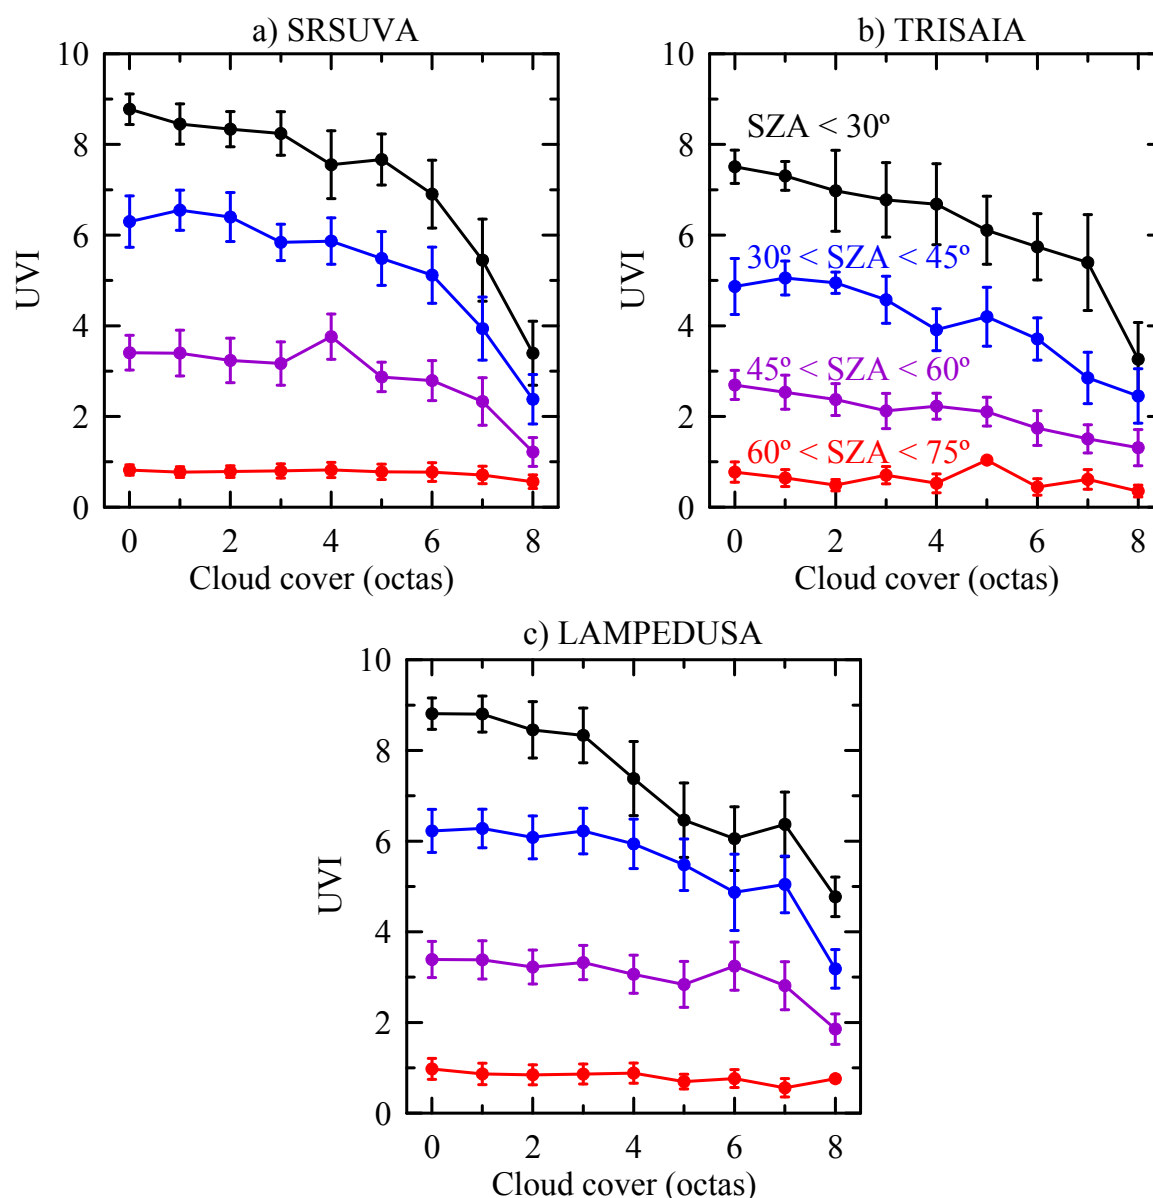 a) SRSUVA
10
8
6
4
2
0
UVI
0 2 4 6 8
Cloud cover (octas)
b) TRISAIA
10
8
6
4
2
0
UVI
SZA < 30º
30º < SZA < 45º
45º < SZA < 60º
60º < SZA < 75º
0 2 4 6 8
Cloud cover (octas)
c) LAMPEDUSA
10
8
6
4
2
0
UVI
0 2 4 6 8
Cloud cover (octas)